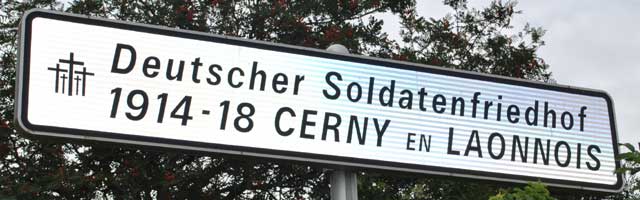 Deutscher Soldatenfriedhof
1914-18 CERNY EN LAONNOIS